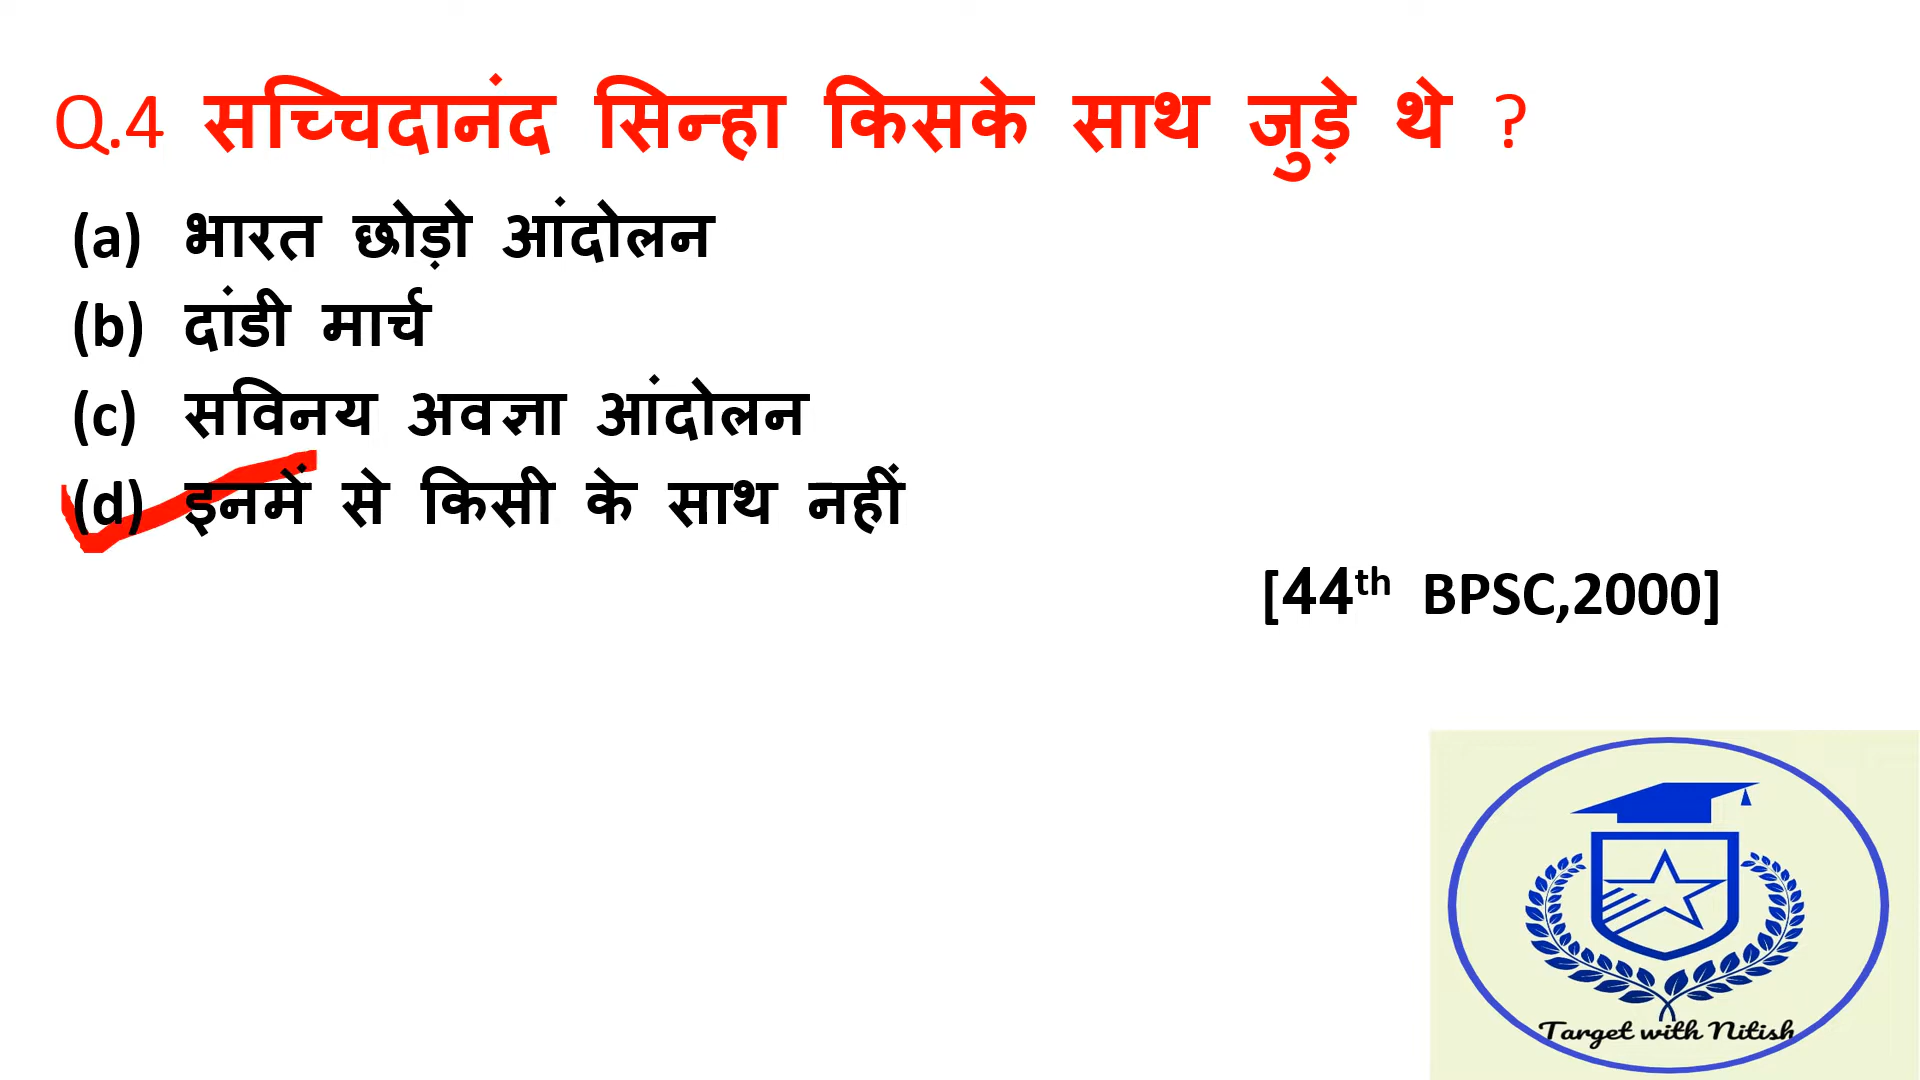 Q.4 सच्चिदानंद सिन्हा किसके साथ जुड़े थे ?
(a) भारत छोड़ो आंदोलन
(b) दांडी मार्च
(c) सविनय अवज्ञा आंदोलन
(d) इनमें से किसी के साथ नहीं
[44th BPSC,2000]
Target with Nitish